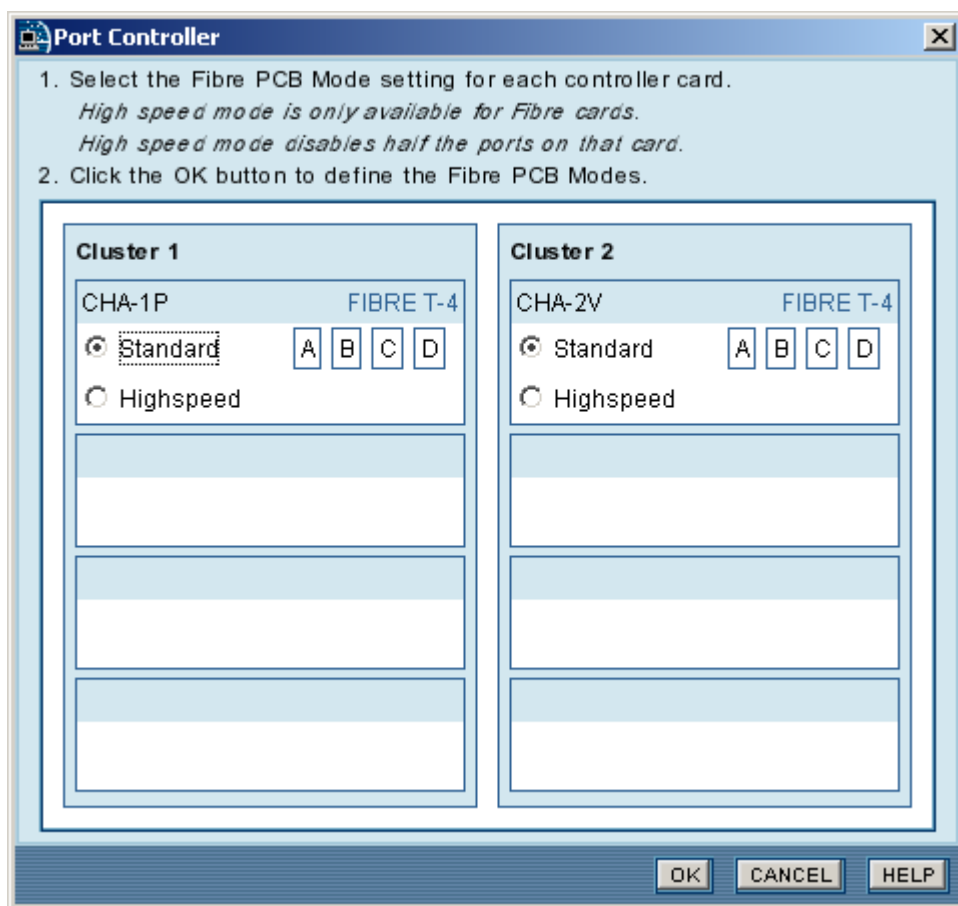 Port Controller
1. Select the Fibre PCB Mode setting for each controller card.
High speed mode is only available for Fibre cards.
High speed mode disables half the ports on that card.
2. Click the OK button to define the Fibre PCB Modes.
Cluster 1
CHA-1P FIBRE T-4
Standard A B C D
Highspeed
Cluster 2
CHA-2V FIBRE T-4
Standard A B C D
Highspeed
OK CANCEL HELP